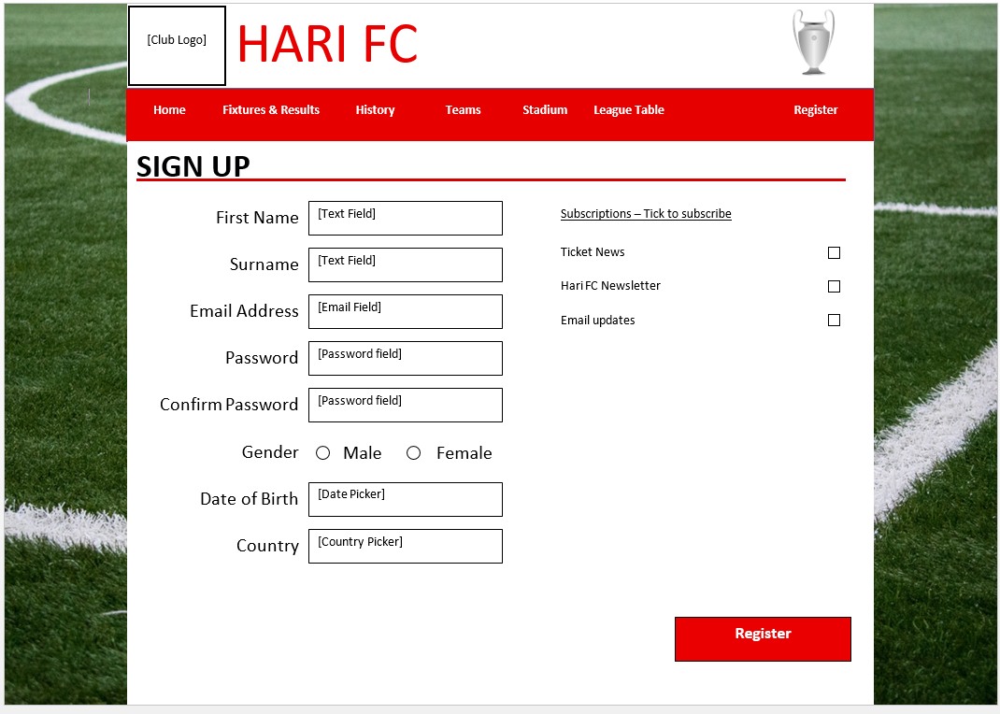 [Club Logo]
HARI FC
Home Fixtures & Results History Teams Stadium League Table Register
SIGN UP
First Name [Text Field]
Surname [Text Field]
Email Address [Email Field]
Password [Password field]
Confirm Password [Password field]
Gender Male Female
Date of Birth [Date Picker]
Country [Country Picker]
Subscriptions – Tick to subscribe
Ticket News
Hari FC Newsletter
Email updates
Register